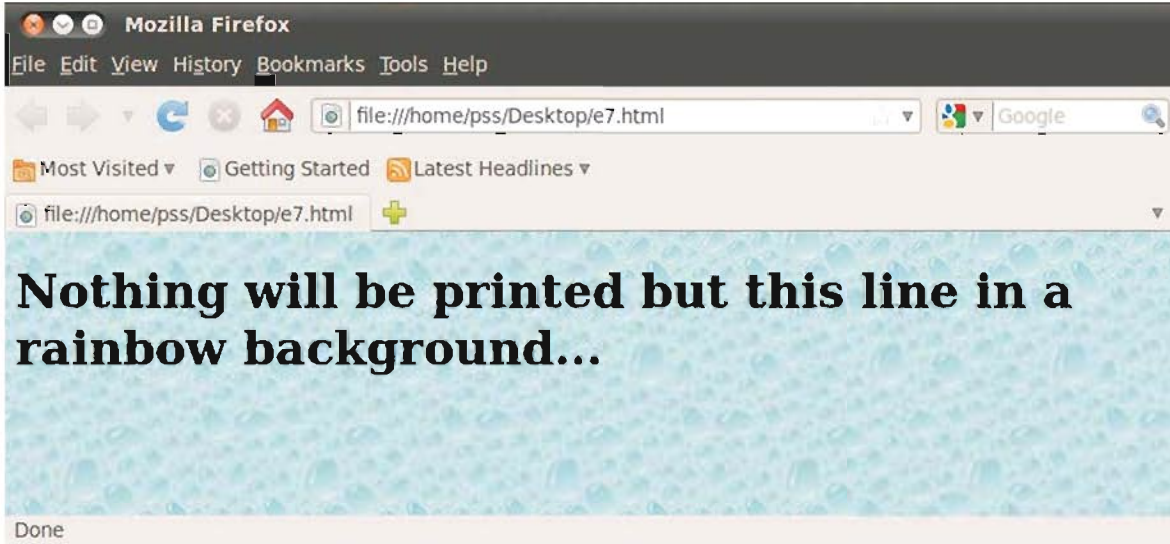 Mozilla Firefox
File Edit View History Bookmarks Tools Help
file:///home/pss/Desktop/e7.html
Google
Most Visited Getting Started Latest Headlines
file:///home/pss/Desktop/e7.html
Nothing will be printed but this line in a
rainbow background...
Done